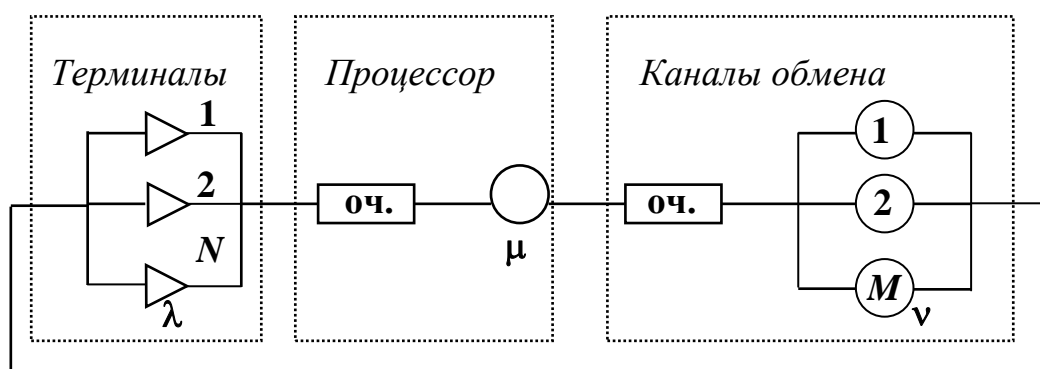 Терминалы
1
2
N
λ
Процессор
оч.
μ
Каналы обмена
оч.
1
2
M
ν